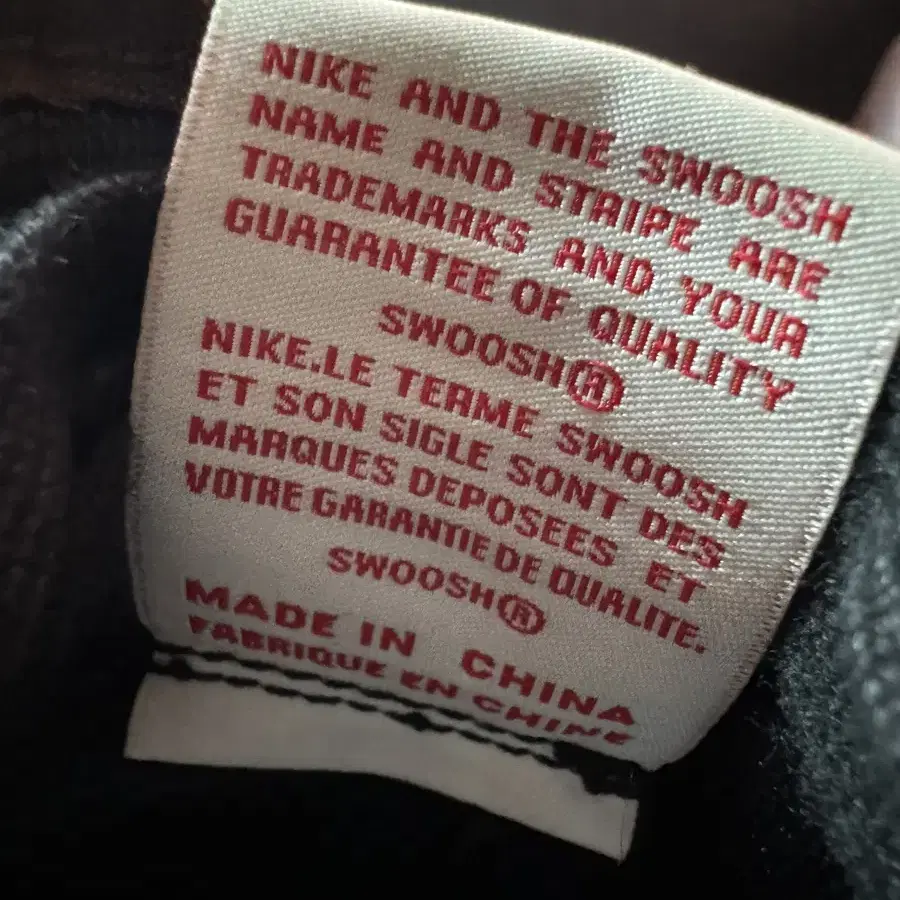 NIKE AND THE SWOOSH
NAME AND STRIPE ARE
TRADEMARKS AND YOUR
GUARANTEE OF QUALITY
SWOOSH®
NIKE.LE TERME SWOOSH
ET SON SIGLE SONT DES
MARQUES DEPOSEES ET
VOTRE GARANTIE DE QUALITE.
SWOOSH®
MADE IN CHINA
FABRIQUE EN CHINE